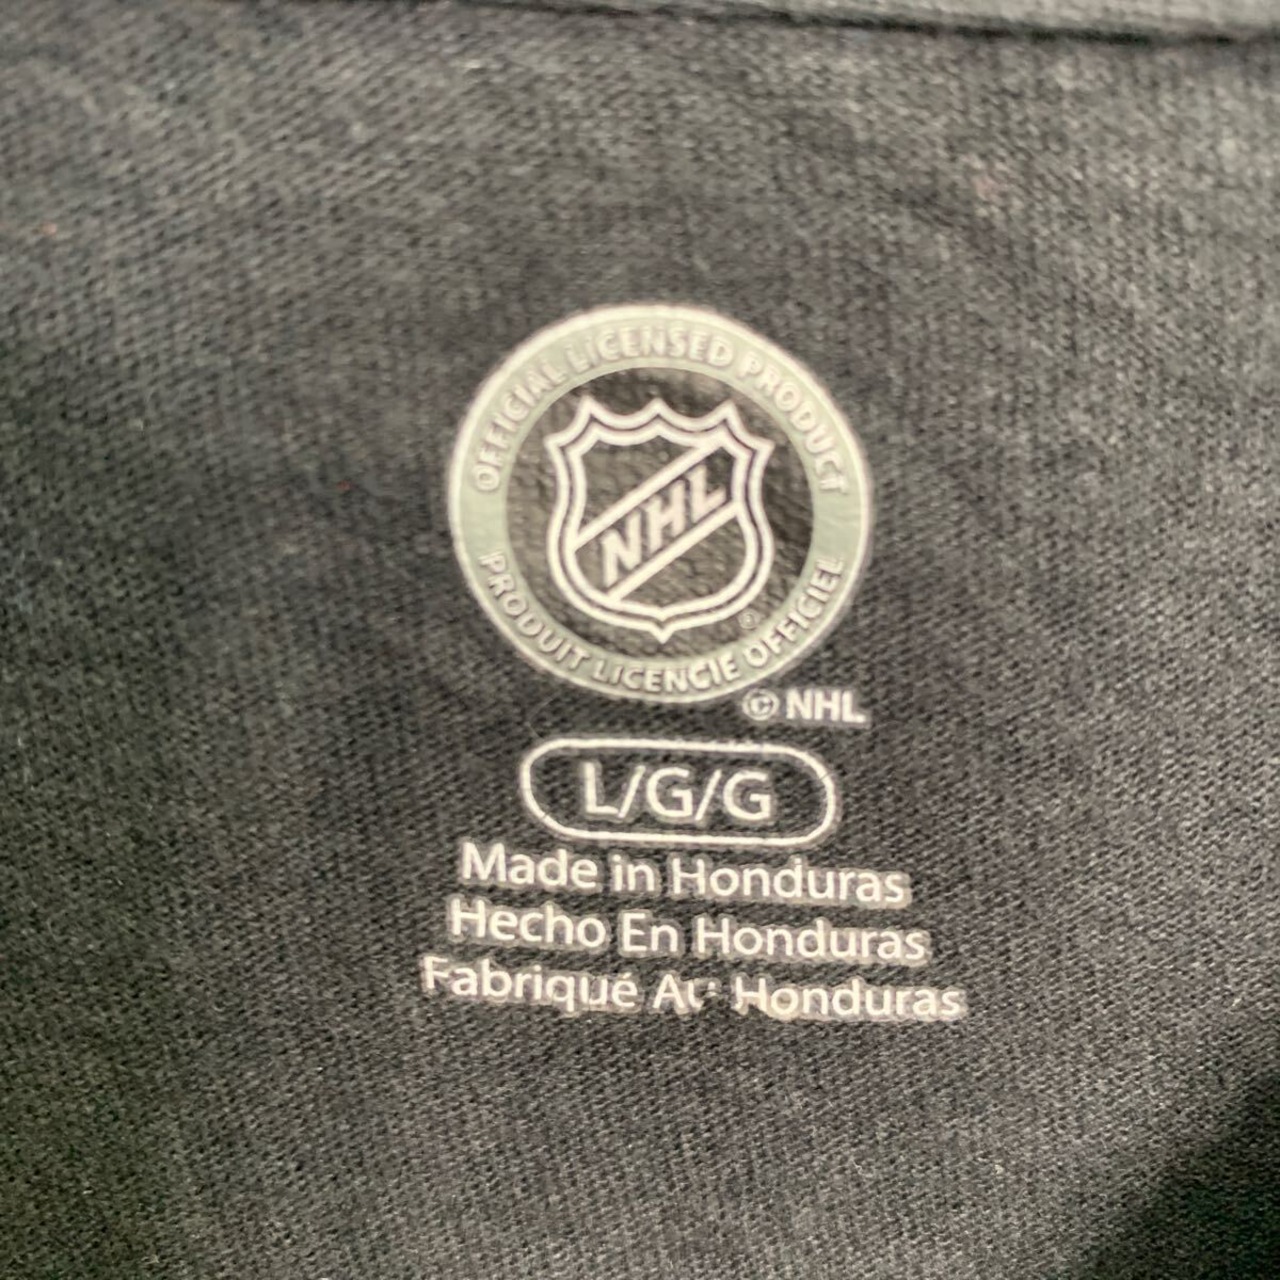 OFFICIAL LICENSED PRODUCT
NHL
®
PRODUIT LICENCIE OFFICIEL
© NHL
L/G/G
Made in Honduras
Hecho En Honduras
Fabriqué Au Honduras